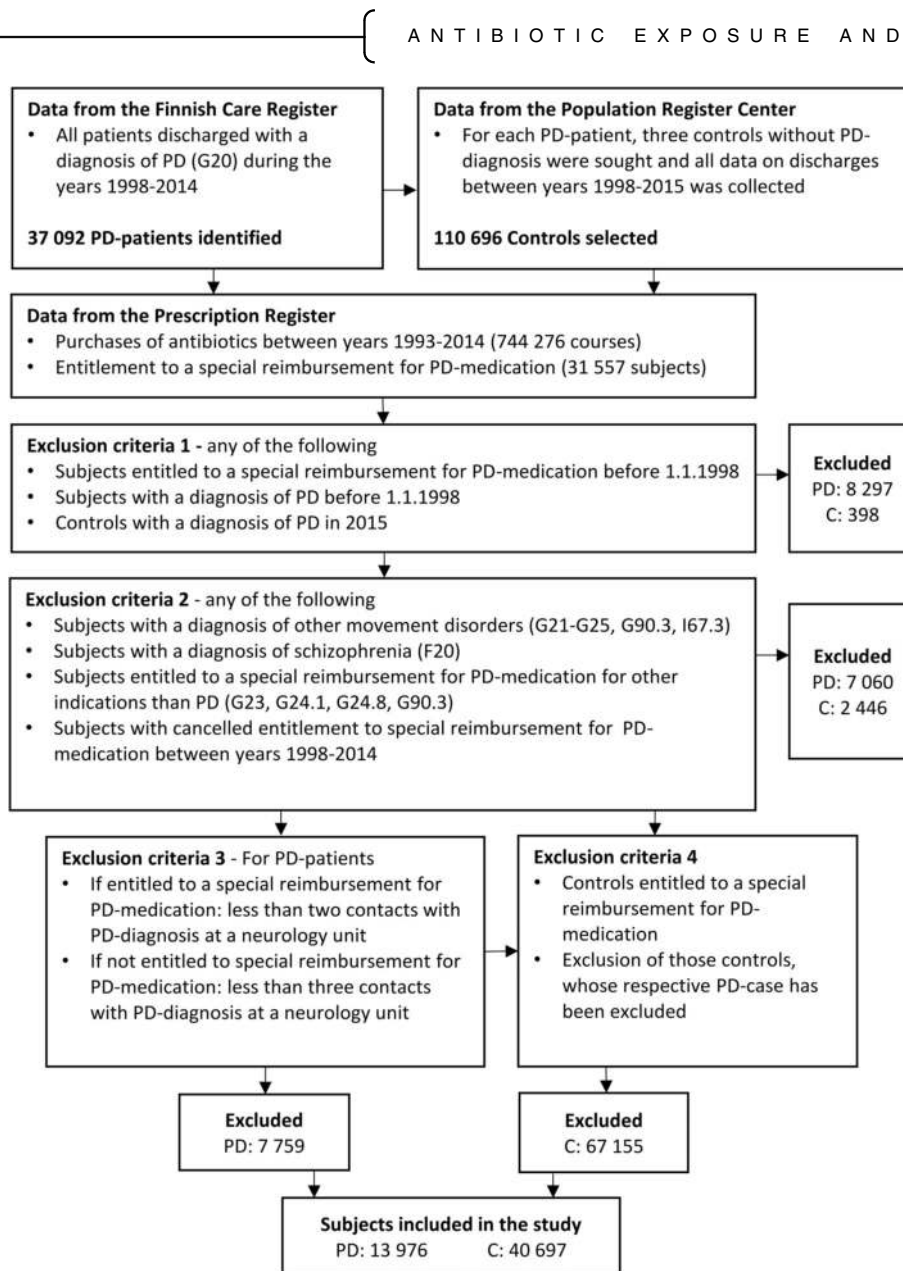 ANTIBIOTIC EXPOSURE AND
Data from the Finnish Care Register
• All patients discharged with a
diagnosis of PD (G20) during the
years 1998-2014
37 092 PD-patients identified
Data from the Population Register Center
• For each PD-patient, three controls without PD-
diagnosis were sought and all data on discharges
between years 1998-2015 was collected
110 696 Controls selected
Data from the Prescription Register
• Purchases of antibiotics between years 1993-2014 (744 276 courses)
• Entitlement to a special reimbursement for PD-medication (31 557 subjects)
Exclusion criteria 1 - any of the following
• Subjects entitled to a special reimbursement for PD-medication before 1.1.1998
• Subjects with a diagnosis of PD before 1.1.1998
• Controls with a diagnosis of PD in 2015
Excluded
PD: 8 297
C: 398
Exclusion criteria 2 - any of the following
• Subjects with a diagnosis of other movement disorders (G21-G25, G90.3, I67.3)
• Subjects with a diagnosis of schizophrenia (F20)
• Subjects entitled to a special reimbursement for PD-medication for other
indications than PD (G23, G24.1, G24.8, G90.3)
• Subjects with cancelled entitlement to special reimbursement for PD-
medication between years 1998-2014
Excluded
PD: 7 060
C: 2 446
Exclusion criteria 3 - For PD-patients
• If entitled to a special reimbursement for
PD-medication: less than two contacts with
PD-diagnosis at a neurology unit
• If not entitled to special reimbursement for
PD-medication: less than three contacts
with PD-diagnosis at a neurology unit
Exclusion criteria 4
• Controls entitled to a special
reimbursement for PD-
medication
• Exclusion of those controls,
whose respective PD-case has
been excluded
Excluded
PD: 7 759
Excluded
C: 67 155
Subjects included in the study
PD: 13 976 C: 40 697